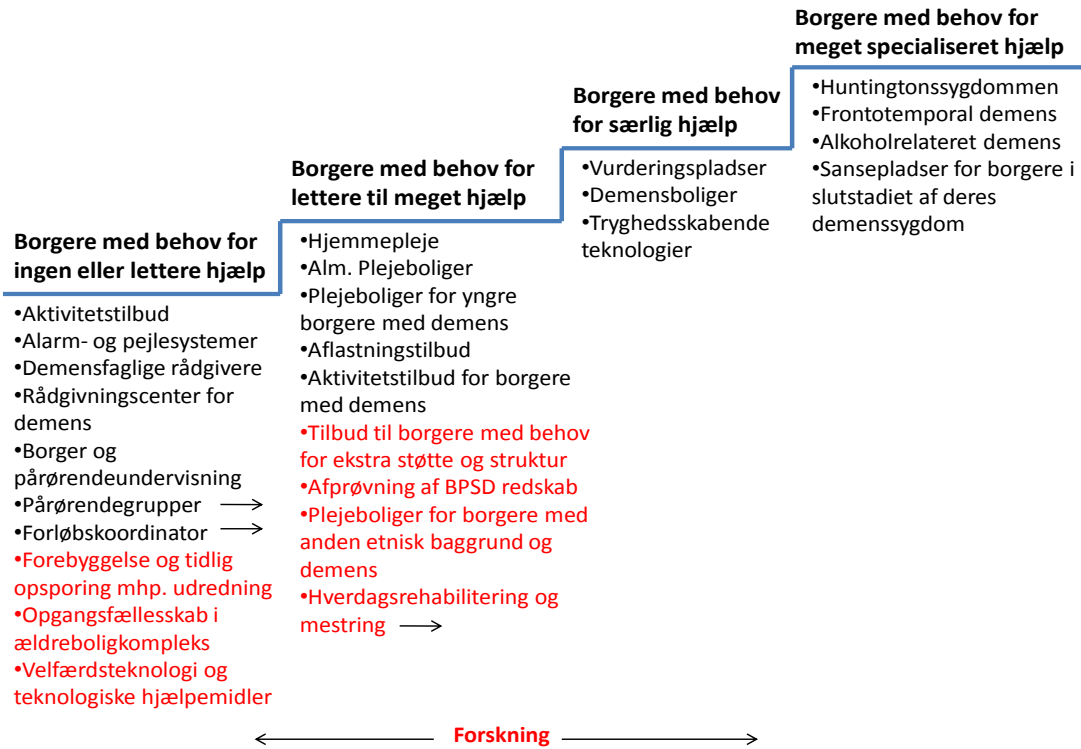 Borgere med behov for
ingen eller lettere hjælp
•Aktivitetstilbud
•Alarm- og pejlesystemer
•Demensfaglige rådgivere
•Rådgivningscenter for
demens
•Borger og
pårørendeundervisning
•Pårørendegrupper
•Forløbskoordinator
•Forebyggelse og tidlig
opsporing mhp. udredning
•Opgangsfællesskab i
ældreboligkompleks
•Velfærdsteknologi og
teknologiske hjælpemidler
Borgere med behov for
lettere til meget hjælp
•Hjemmepleje
•Alm. Plejeboliger
•Plejeboliger for yngre
borgere med demens
•Aflastningstilbud
•Aktivitetstilbud for borgere
med demens
•Tilbud til borgere med behov
for ekstra støtte og struktur
•Afprøvning af BPSD redskab
•Plejeboliger for borgere med
anden etnisk baggrund og
demens
•Hverdagsrehabilitering og
mestring
Borgere med behov
for særlig hjælp
•Vurderingspladser
•Demensboliger
•Tryghedsskabende
teknologier
Borgere med behov for
meget specialiseret hjælp
•Huntingtonssygdommen
•Frontotemporal demens
•Alkoholrelateret demens
•Sansepladser for borgere i
slutstadiet af deres
demenssygdom
Forskning